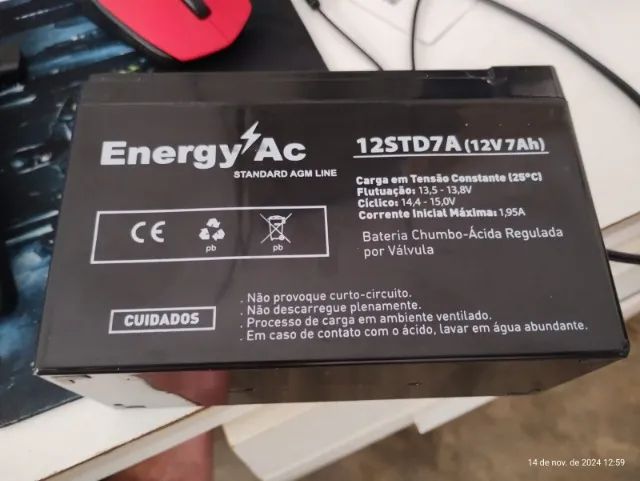 Energy Ac
STANDARD AGM LINE
12STD7A (12V 7Ah)
Carga em Tensão Constante (25°C)
Flutuação: 13,5 - 13,8V
Cíclico: 14,4 - 15,0V
Corrente Inicial Máxima: 1,95A
Bateria Chumbo-Ácida Regulada
por Válvula
CE
pb
pb
CUIDADOS
. Não provoque curto-circuito.
. Não descarregue plenamente.
. Processo de carga em ambiente ventilado.
. Em caso de contato com o ácido, lavar em água abundante.
14 de nov. de 2024 12:59